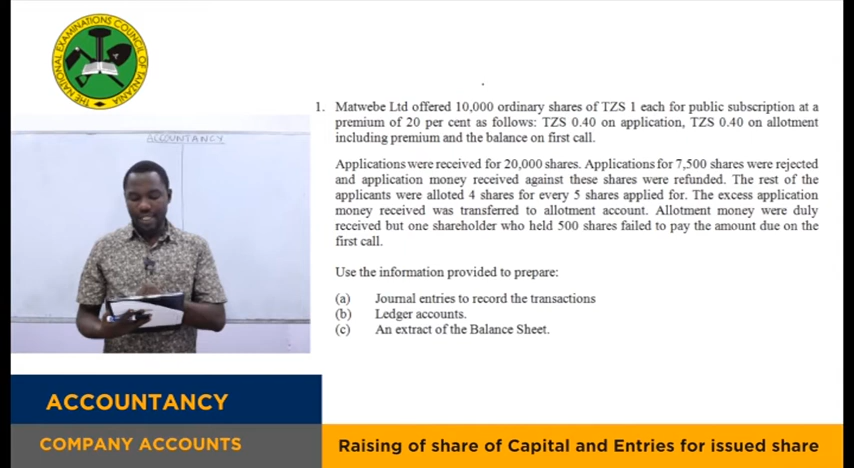 THE NATIONAL EXAMINATIONS COUNCIL OF TANZANIA
ACCOUNTANCY
1. Matwebe Ltd offered 10,000 ordinary shares of TZS 1 each for public subscription at a
premium of 20 per cent as follows: TZS 0.40 on application, TZS 0.40 on allotment
including premium and the balance on first call.
Applications were received for 20,000 shares. Applications for 7,500 shares were rejected
and application money received against these shares were refunded. The rest of the
applicants were alloted 4 shares for every 5 shares applied for. The excess application
money received was transferred to allotment account. Allotment money were duly
received but one shareholder who held 500 shares failed to pay the amount due on the
first call.
Use the information provided to prepare:
(a) Journal entries to record the transactions
(b) Ledger accounts.
(c) An extract of the Balance Sheet.
ACCOUNTANCY
COMPANY ACCOUNTS
Raising of share of Capital and Entries for issued share